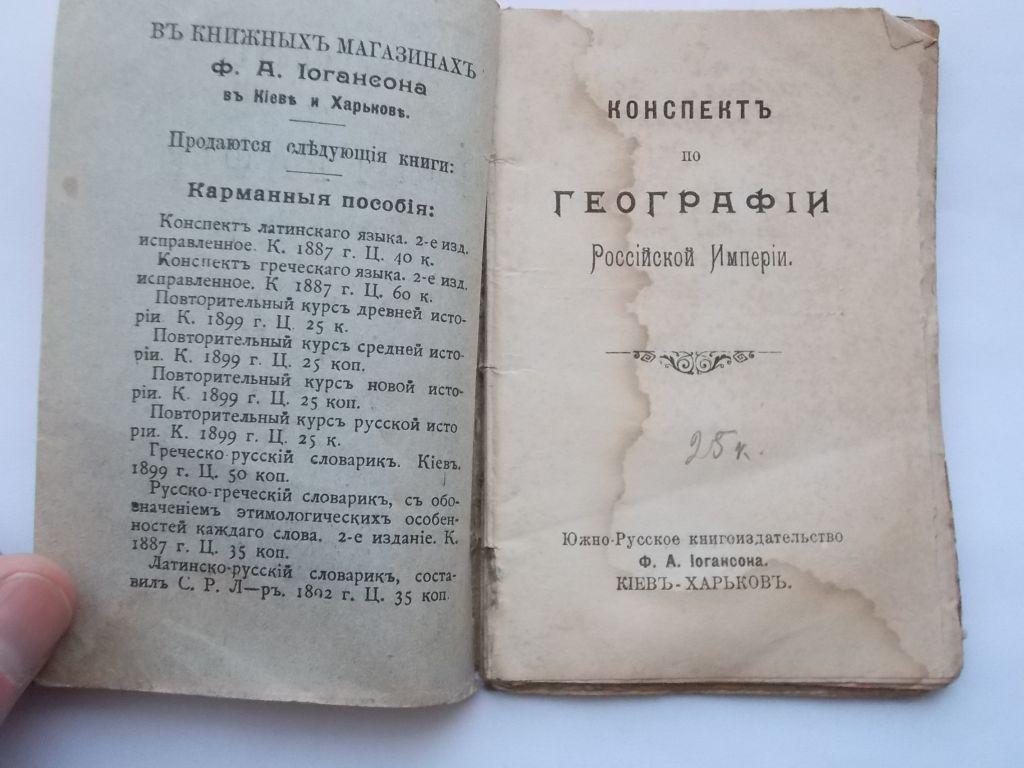 ВЪ КНИЖНЫХЪ МАГАЗИНАХЪ
Ф. А. Іогансона
въ Кіевѣ и Харьковѣ.
Продаются слѣдующія книги:
Карманныя пособія:
Конспектъ латинскаго языка. 2-е изд.
исправленное. К. 1887 г. Ц. 40 к.
Конспектъ греческаго языка. 2-е изд.
исправленное. К 1887 г. Ц. 60 к.
Повторительный курсъ древней исто-
ріи. К. 1899 г. Ц. 25 к.
Повторительный курсъ средней исто-
ріи. К. 1899 г. Ц. 25 коп.
Повторительный курсъ новой исто-
ріи. К. 1899 г. Ц. 25 коп.
Повторительный курсъ русской исто
ріи. К. 1899 г. Ц. 25 к.
Греческо-русскій словарикъ. Кіевъ.
1899 г. Ц. 50 коп.
Русско-греческій словарикъ, съ обо-
значеніемъ этимологическихъ особен-
ностей каждаго слова. 2-е изданіе. К.
1887 г. Ц. 35 коп.
Латинско-русскій словарикъ, соста-
вилъ С. Р. Л—ръ. 1892 г. Ц. 35 коп.
КОНСПЕКТЪ
по
ГЕОГРАФІИ
Россійской Имперіи.
25 к.
Южно-Русское книгоиздательство
Ф. А. Іогансона.
КІЕВЪ-ХАРЬКОВЪ.